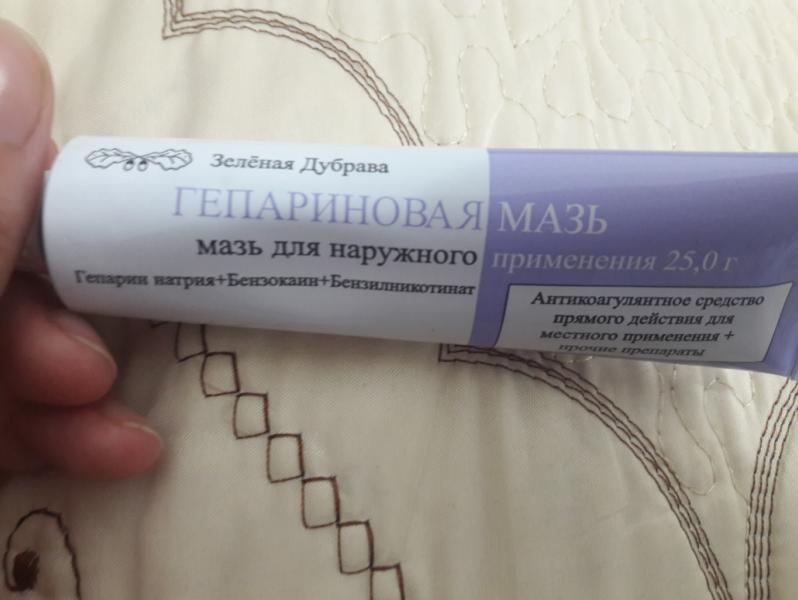 Зелёная Дубрава
ГЕПАРИНОВАЯ МАЗЬ
мазь для наружного применения 25,0 г
Гепарин натрия+Бензокаин+Бензилникотинат
Антикоагулянтное средство
прямого действия для
местного применения +
прочие препараты